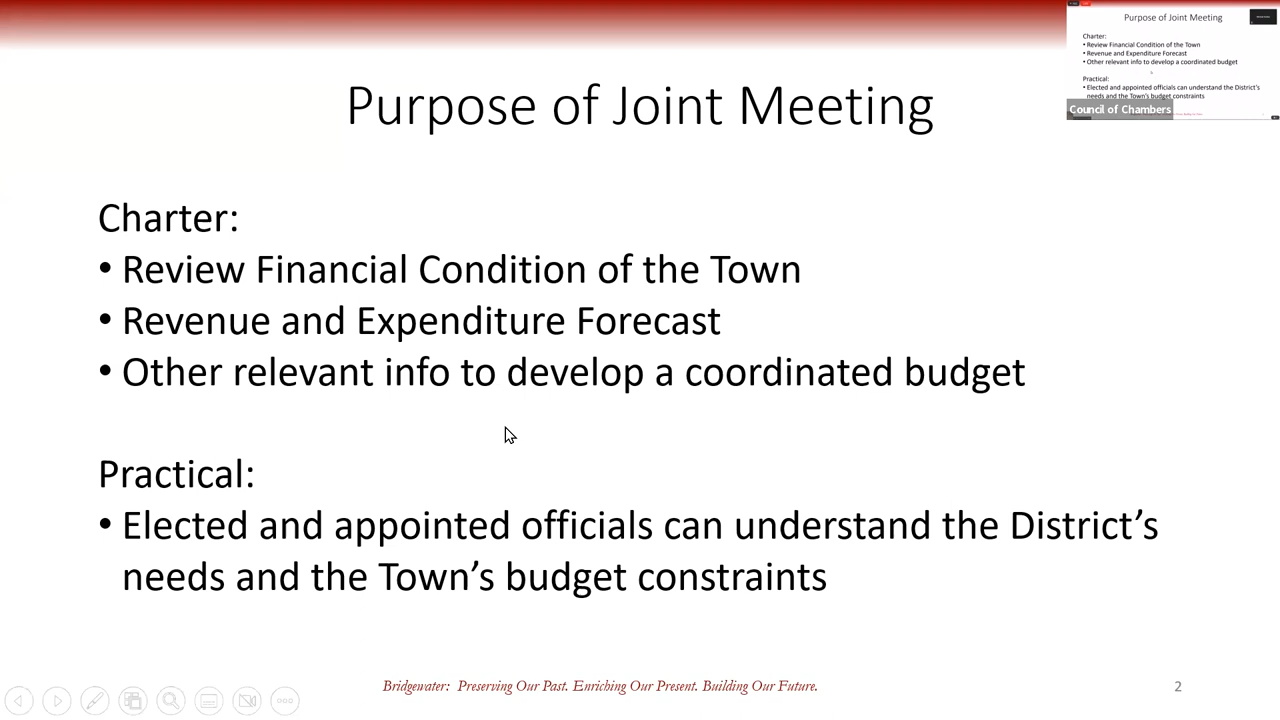 Purpose of Joint Meeting
Charter:
• Review Financial Condition of the Town
• Revenue and Expenditure Forecast
• Other relevant info to develop a coordinated budget
Practical:
• Elected and appointed officials can understand the District’s
needs and the Town’s budget constraints
Bridgewater: Preserving Our Past. Enriching Our Present. Building Our Future.
2
Purpose of Joint Meeting
Charter:
• Review Financial Condition of the Town
• Revenue and Expenditure Forecast
• Other relevant info to develop a coordinated budget
Practical:
• Elected and appointed officials can understand the District’s
needs and the Town’s budget constraints
Council of Chambers